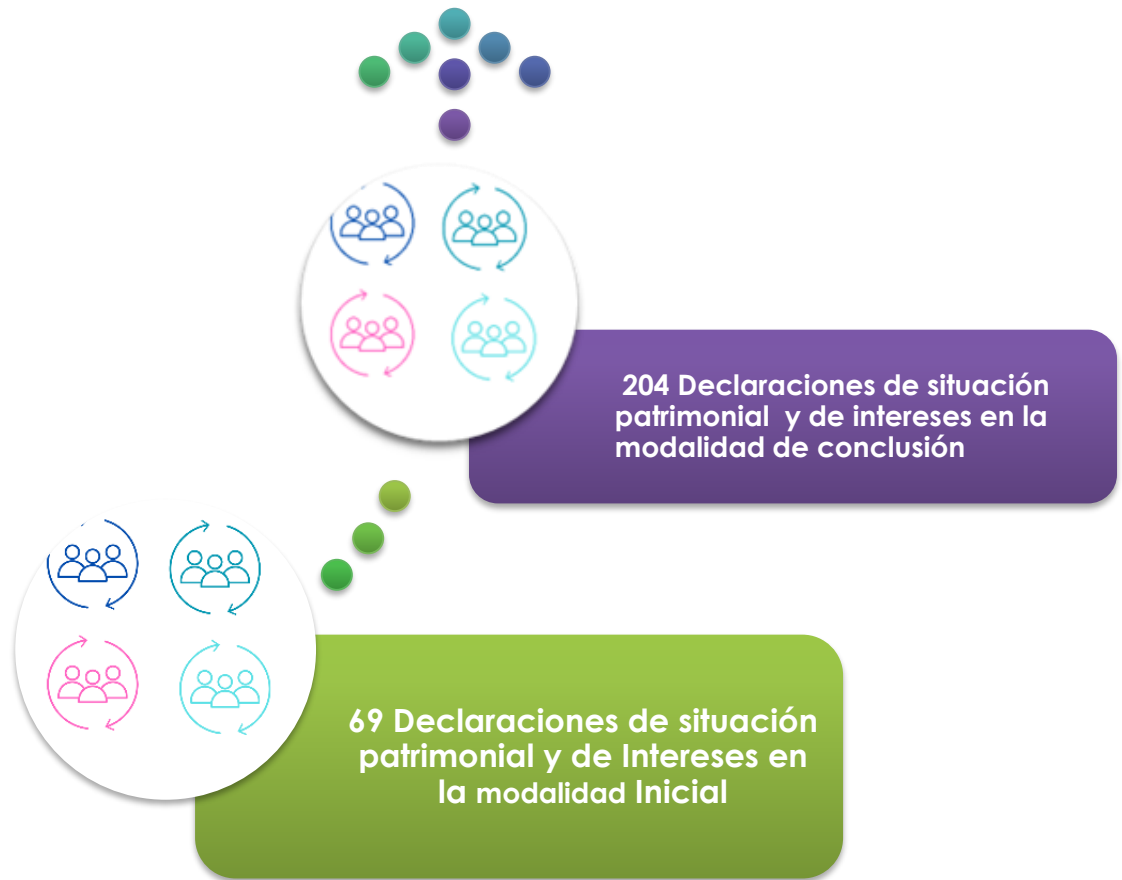 204 Declaraciones de situación
patrimonial y de intereses en la
modalidad de conclusión
69 Declaraciones de situación
patrimonial y de Intereses en
la modalidad Inicial